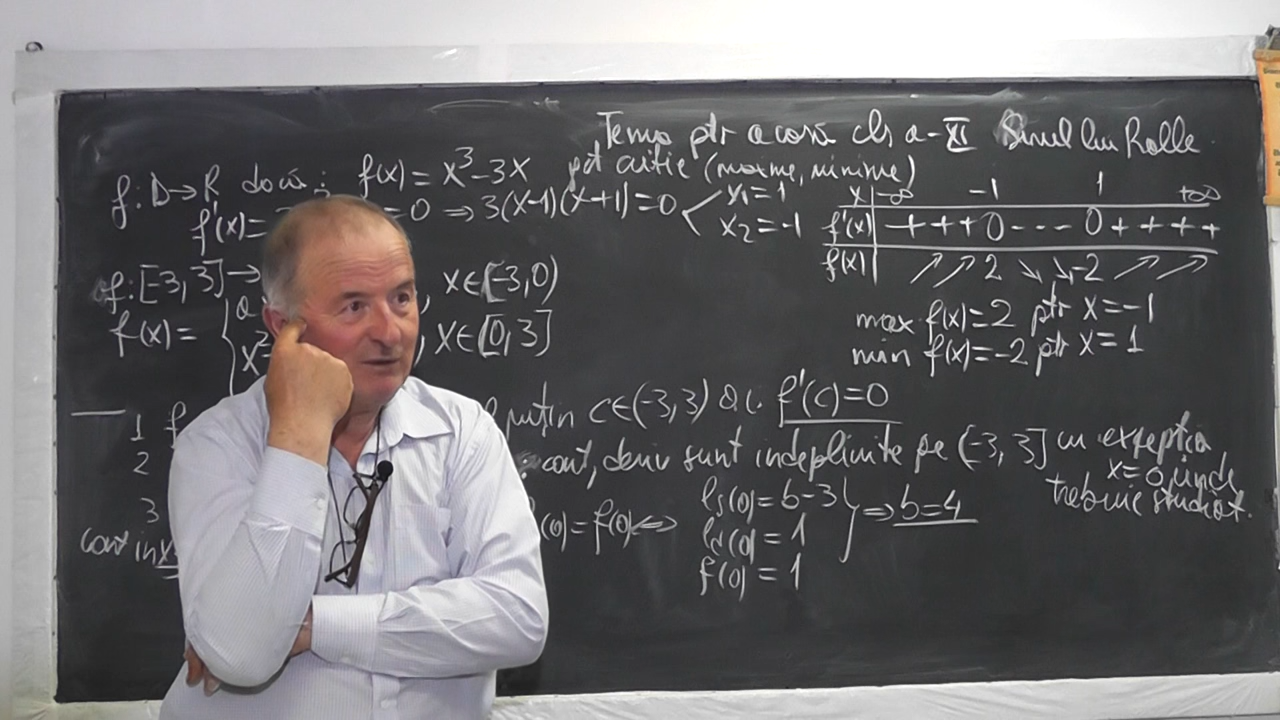 Tema ptr acasă cls a-XI Șirul lui Rolle
f: D→R dacă: f(x) = x³-3x pct critic (maxime, minime)
f'(x)= =0 ⇒ 3(x-1)(x+1)=0 < x₁=1
x₂=-1
x -∞ -1 1 +∞
f'(x) + + + 0 - - - 0 + + + +
f(x) ↗ ↗ 2 ↘ ↘ -2 ↗ ↗
max f(x)=2 ptr x=-1
min f(x)=-2 ptr x=1
f:[-3,3]→ , x∈[-3,0)
f(x)= { x² , x∈[0,3]
1 f puțin c∈(-3,3) a.î. f'(c)=0
2 cont, deriv sunt indeplinite pe [-3,3] cu excepția
x=0, unde
trebuie studiat.
3 (0)=f(0)⇔ ls(0)=b-3
ld(0)=1
f(0)=1 } ⇒ b=4
cont in x